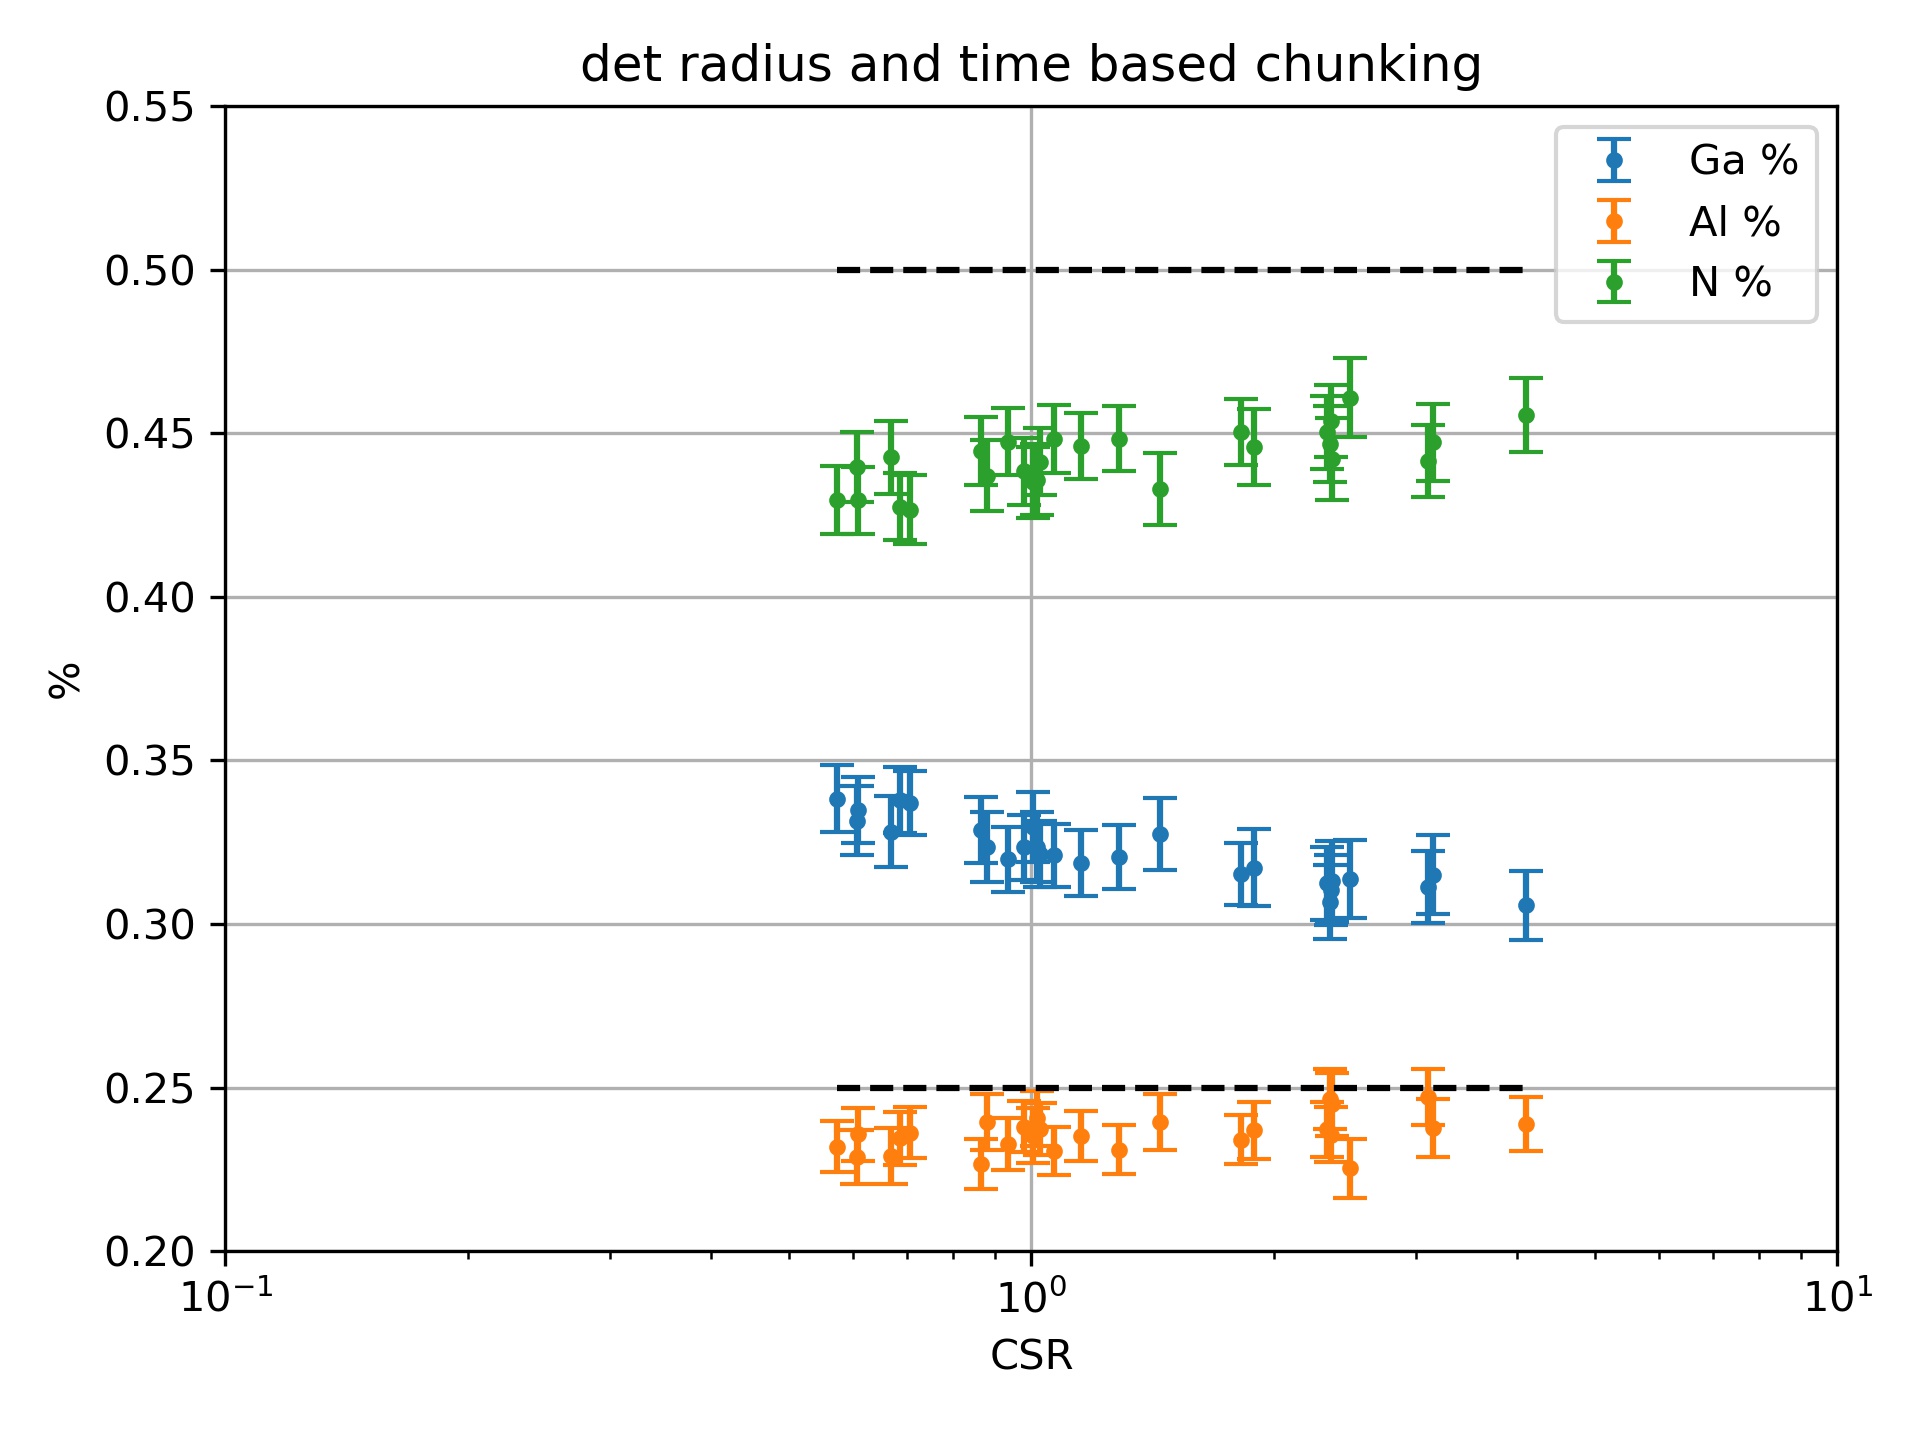 det radius and time based chunking
0.55
0.50
0.45
0.40
0.35
0.30
0.25
0.20
%
Ga %
Al %
N %
10⁻¹
10⁰
10¹
CSR